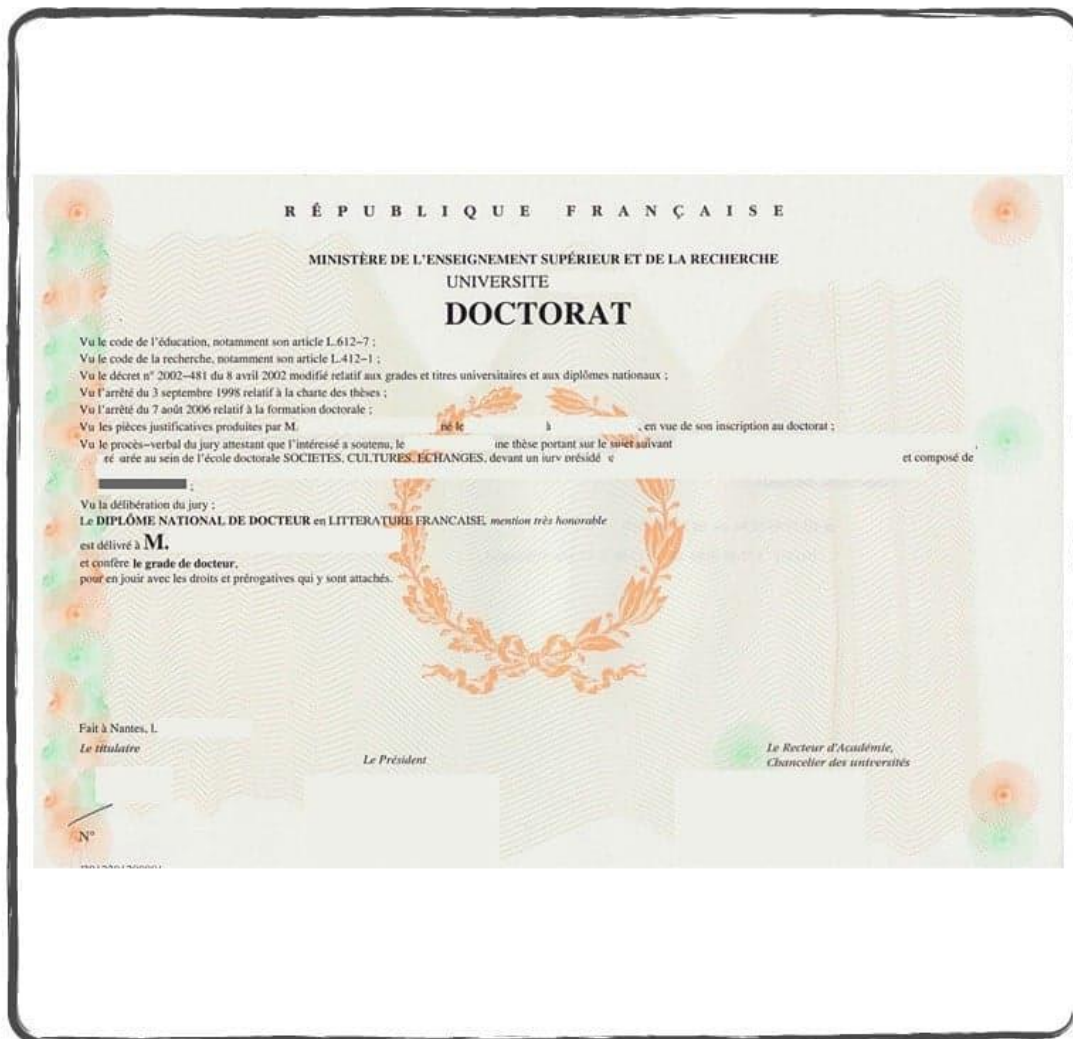 RÉPUBLIQUE FRANÇAISE
MINISTÈRE DE L'ENSEIGNEMENT SUPÉRIEUR ET DE LA RECHERCHE
UNIVERSITE
DOCTORAT
Vu le code de l'éducation, notamment son article L.612-7 ;
Vu le code de la recherche, notamment son article L.412-1 ;
Vu le décret n° 2002-481 du 8 avril 2002 modifié relatif aux grades et titres universitaires et aux diplômes nationaux ;
Vu l'arrêté du 3 septembre 1998 relatif à la charte des thèses ;
Vu l'arrêté du 7 août 2006 relatif à la formation doctorale ;
Vu les pièces justificatives produites par M. né le à , en vue de son inscription au doctorat ;
Vu le procès-verbal du jury attestant que l'intéressé a soutenu, le ine thèse portant sur le sujet suivant ,
au sein de l'école doctorale SOCIETES, CULTURES, ECHANGES, devant un jury présidé et composé de
;
Vu la délibération du jury ;
Le DIPLÔME NATIONAL DE DOCTEUR en LITTERATURE FRANCAISE, mention très honorable
est délivré à M.
et confère le grade de docteur,
pour en jouir avec les droits et prérogatives qui y sont attachés.
Fait à Nantes, l
Le titulaire
Le Président
Le Recteur d'Académie,
Chancelier des universités
N°